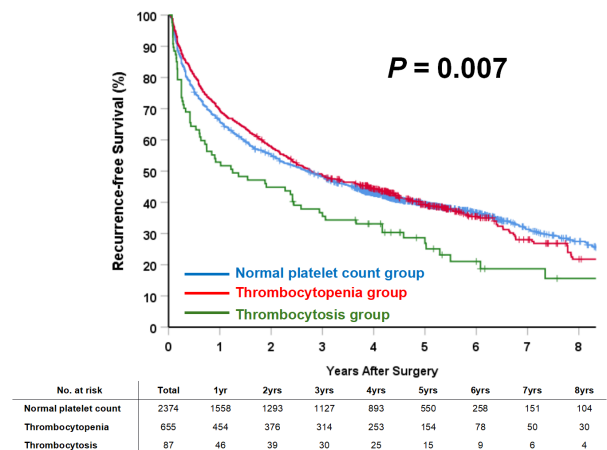 P = 0.007
Recurrence-free Survival (%)
100
90
80
70
60
50
40
30
20
10
0
Normal platelet count group
Thrombocytopenia group
Thrombocytosis group
0 1 2 3 4 5 6 7 8
Years After Surgery
No. at risk Total 1yr 2yrs 3yrs 4yrs 5yrs 6yrs 7yrs 8yrs
Normal platelet count 2374 1558 1293 1127 893 550 258 151 104
Thrombocytopenia 655 454 376 314 253 154 78 50 30
Thrombocytosis 87 46 39 30 25 15 9 6 4